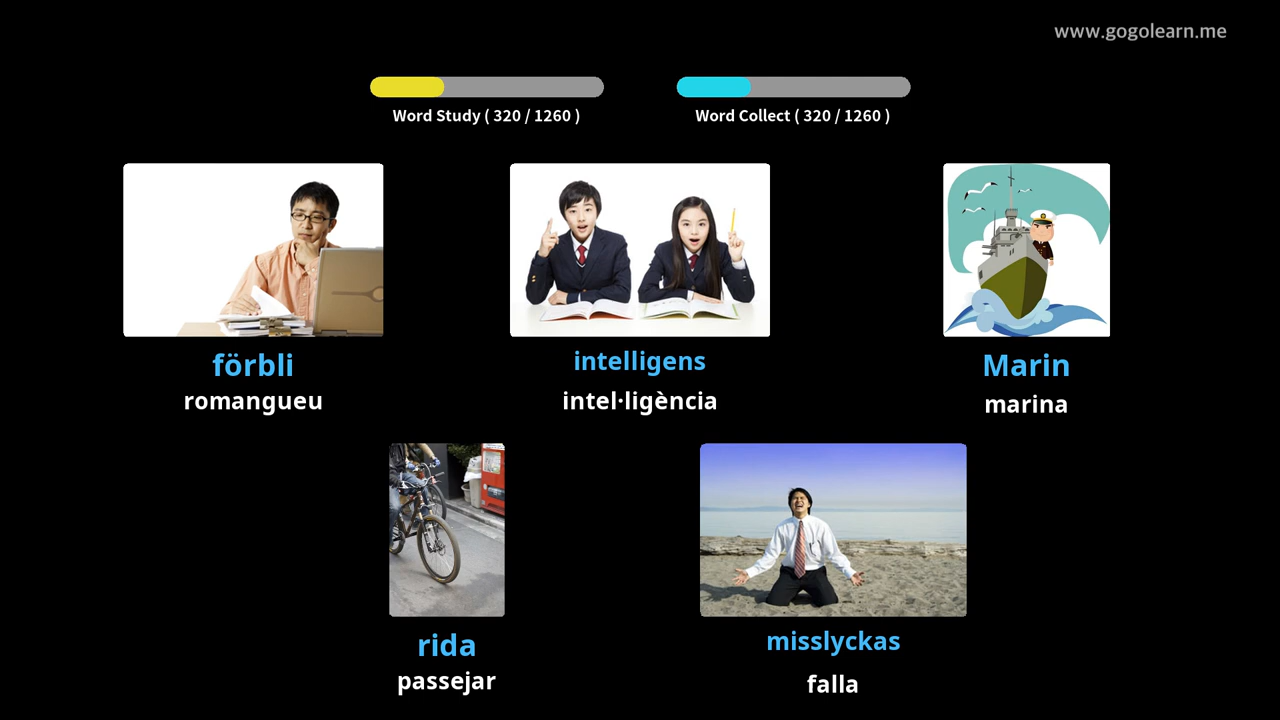 www.gogolearn.me
Word Study ( 320 / 1260 )
Word Collect ( 320 / 1260 )
förbli
romangueu
intelligens
intel·ligència
Marin
marina
rida
passejar
misslyckas
falla